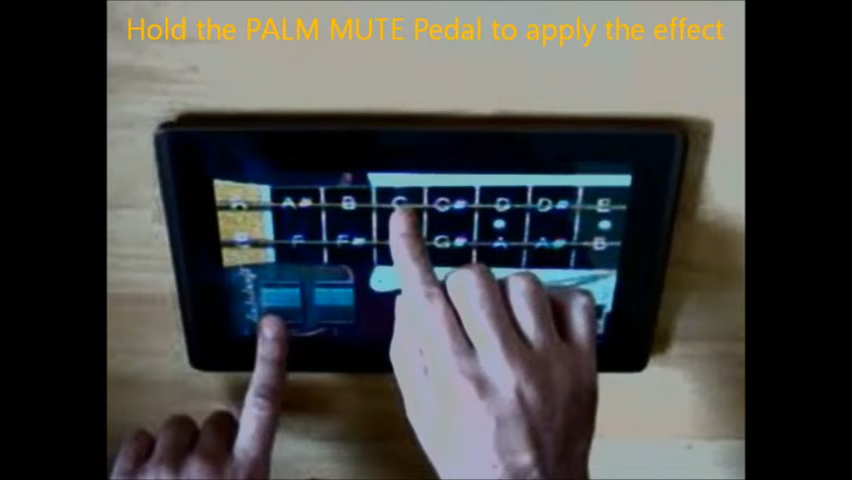 Hold the PALM MUTE Pedal to apply the effect
A A# B C C# D D# E
E F F# G# A A# B